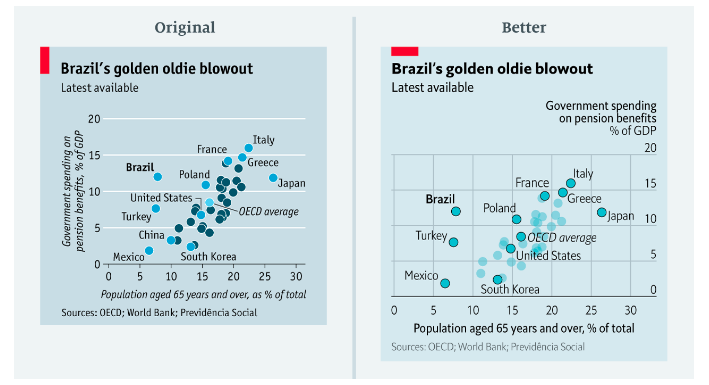 Original
Brazil's golden oldie blowout
Latest available
Government spending on
pension benefits, % of GDP
20
15
10
5
0
Italy
France
Greece
Brazil
Poland
Japan
United States
OECD average
Turkey
China
Mexico
South Korea
0 5 10 15 20 25 30
Population aged 65 years and over, as % of total
Sources: OECD; World Bank; Previdência Social
Better
Brazil's golden oldie blowout
Latest available
Government spending
on pension benefits
% of GDP
20
15
10
5
0
Italy
France
Greece
Brazil
Poland
Japan
Turkey
OECD average
United States
Mexico
South Korea
0 5 10 15 20 25 30
Population aged 65 years and over, % of total
Sources: OECD; World Bank; Previdência Social